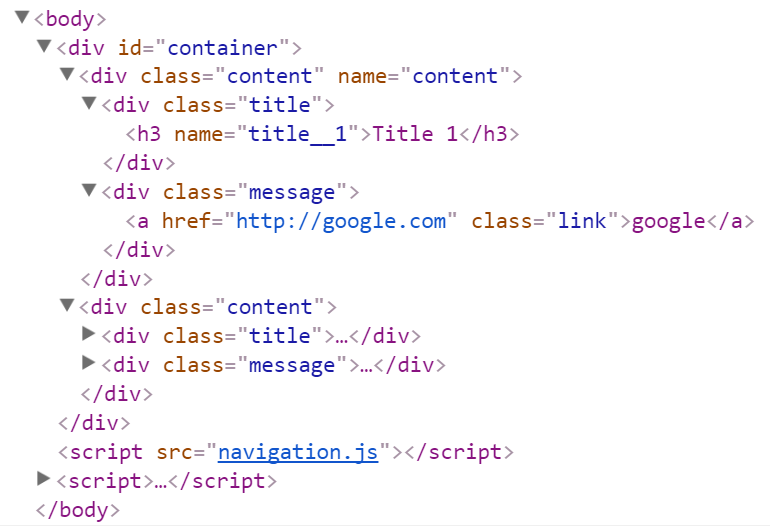 <body>
<div id="container">
<div class="content" name="content">
<div class="title">
<h3 name="title__1">Title 1</h3>
</div>
<div class="message">
<a href="http://google.com" class="link">google</a>
</div>
</div>
<div class="content">
<div class="title">…</div>
<div class="message">…</div>
</div>
</div>
<script src="navigation.js"></script>
<script>…</script>
</body>